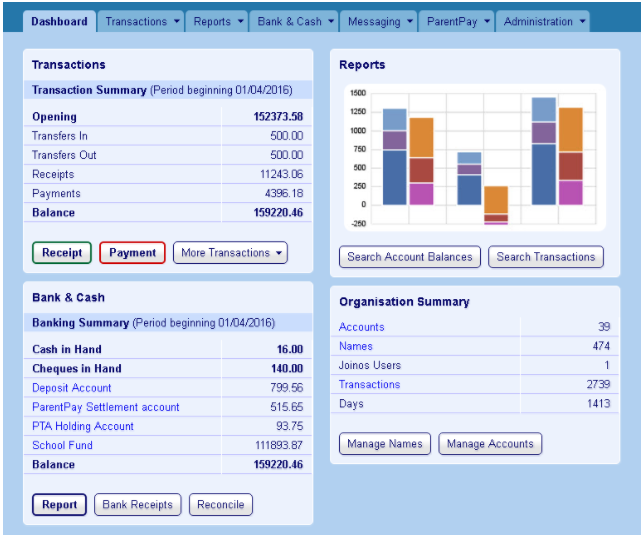 Dashboard Transactions Reports Bank & Cash Messaging ParentPay Administration
Transactions
Transaction Summary (Period beginning 01/04/2016)
Opening 152373.58
Transfers In 500.00
Transfers Out 500.00
Receipts 11243.06
Payments 4396.18
Balance 159220.46
Receipt Payment More Transactions
Bank & Cash
Banking Summary (Period beginning 01/04/2016)
Cash in Hand 16.00
Cheques in Hand 140.00
Deposit Account 799.56
ParentPay Settlement account 515.65
PTA Holding Account 93.75
School Fund 111893.87
Balance 159220.46
Report Bank Receipts Reconcile
Reports
1500
1250
1000
750
500
250
0
-250
Search Account Balances Search Transactions
Organisation Summary
Accounts 39
Names 474
Joinos Users 1
Transactions 2739
Days 1413
Manage Names Manage Accounts